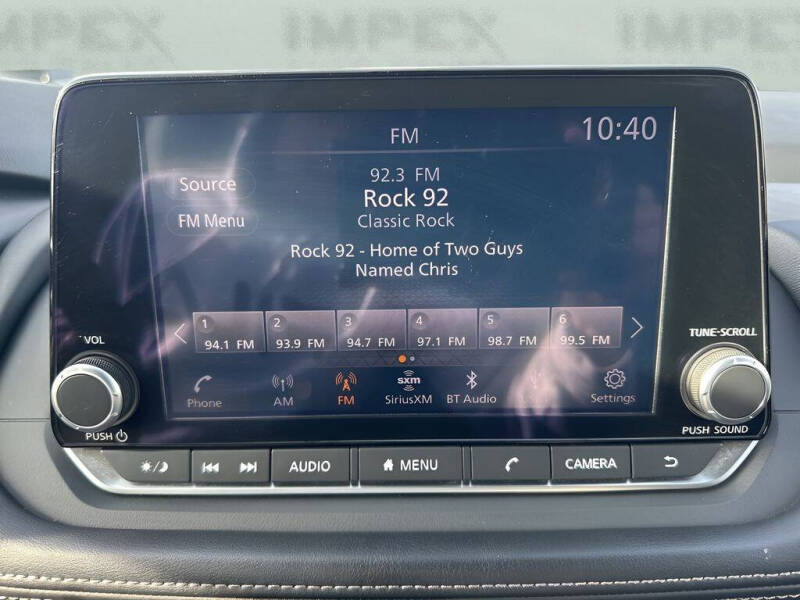 IMPEX IMPEX IMPEX
FM
10:40
Source
92.3 FM
Rock 92
FM Menu
Classic Rock
Rock 92 - Home of Two Guys
Named Chris
1 2 3 4 5 6
94.1 FM 93.9 FM 94.7 FM 97.1 FM 98.7 FM 99.5 FM
VOL
TUNE•SCROLL
sxm
Phone AM FM SiriusXM BT Audio Settings
PUSH
PUSH SOUND
AUDIO MENU CAMERA